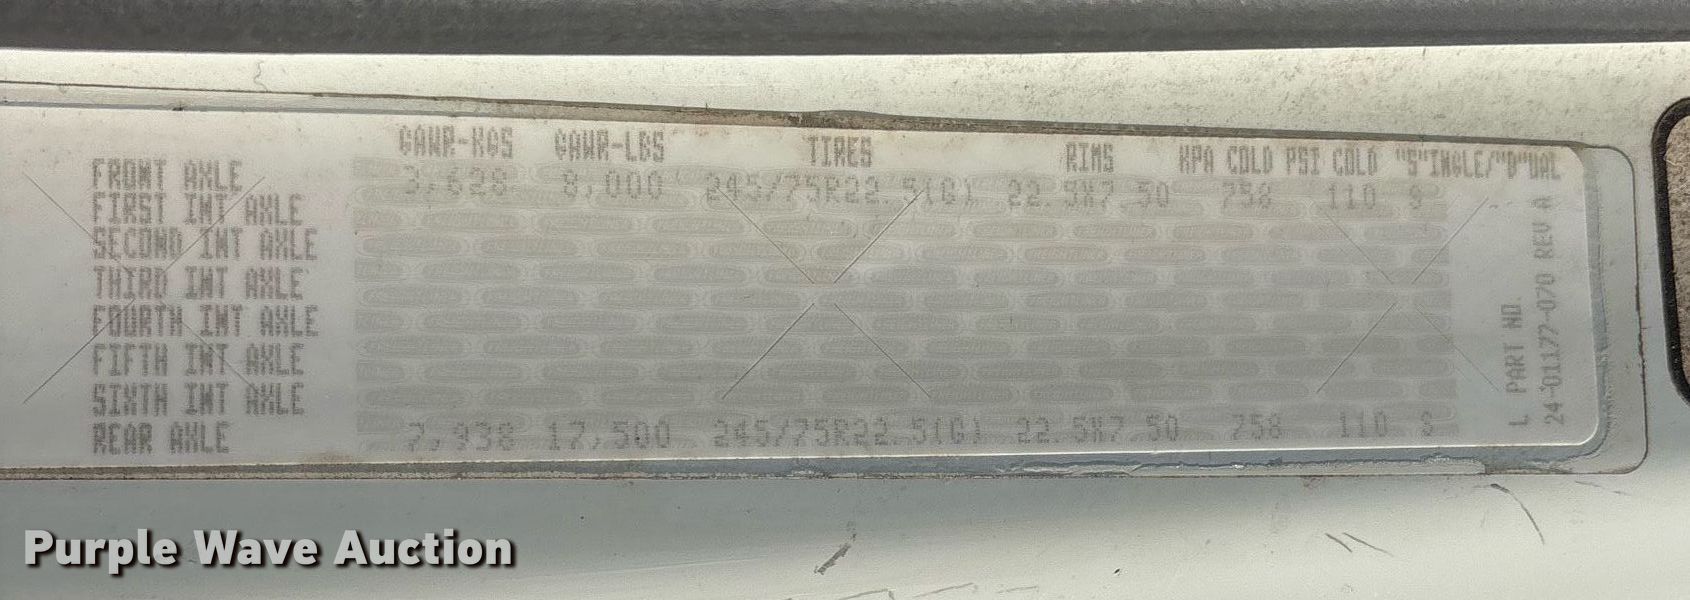 GAWR-KGS GAWR-LBS TIRES RIMS KPA COLD PSI COLD "S"INGLE/"D"UAL
FRONT AXLE 3,628 8,000 245/75R22.5(G) 22.5X7.50 758 110 S
FIRST INT AXLE
SECOND INT AXLE
THIRD INT AXLE
FOURTH INT AXLE
FIFTH INT AXLE
SIXTH INT AXLE
REAR AXLE 7,938 17,500 245/75R22.5(G) 22.5X7.50 758 110 S
L PART NO.
24-01177-070 REV A
Purple Wave Auction